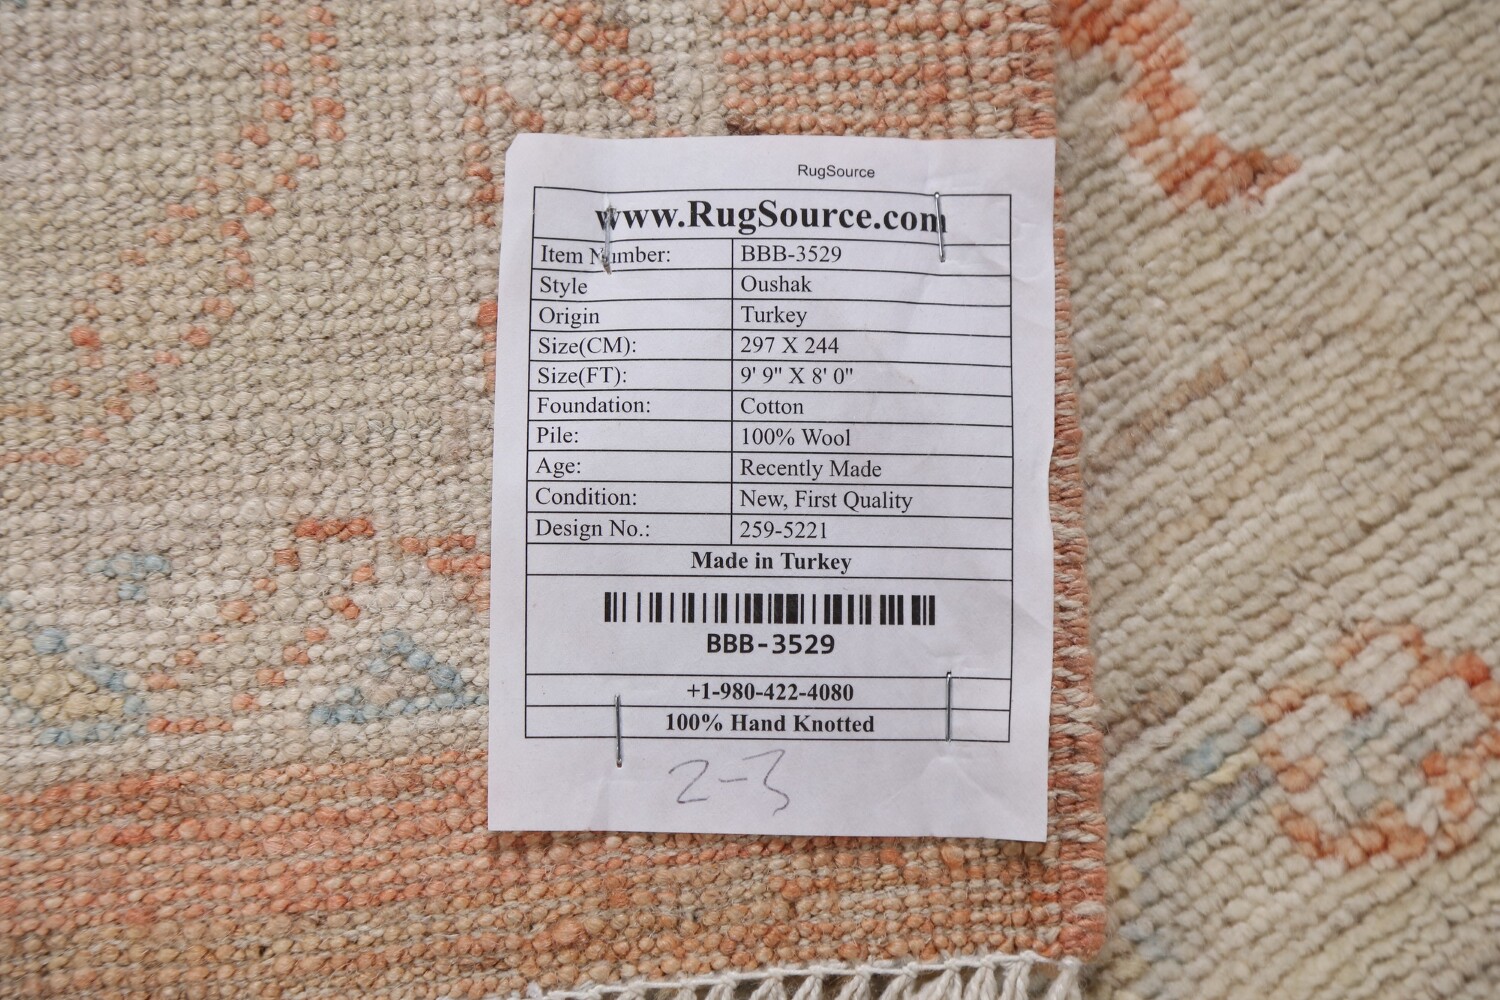 RugSource
www.RugSource.com
Item Number: BBB-3529
Style Oushak
Origin Turkey
Size(CM): 297 X 244
Size(FT): 9' 9" X 8' 0"
Foundation: Cotton
Pile: 100% Wool
Age: Recently Made
Condition: New, First Quality
Design No.: 259-5221
Made in Turkey
BBB-3529
+1-980-422-4080
100% Hand Knotted
2-3